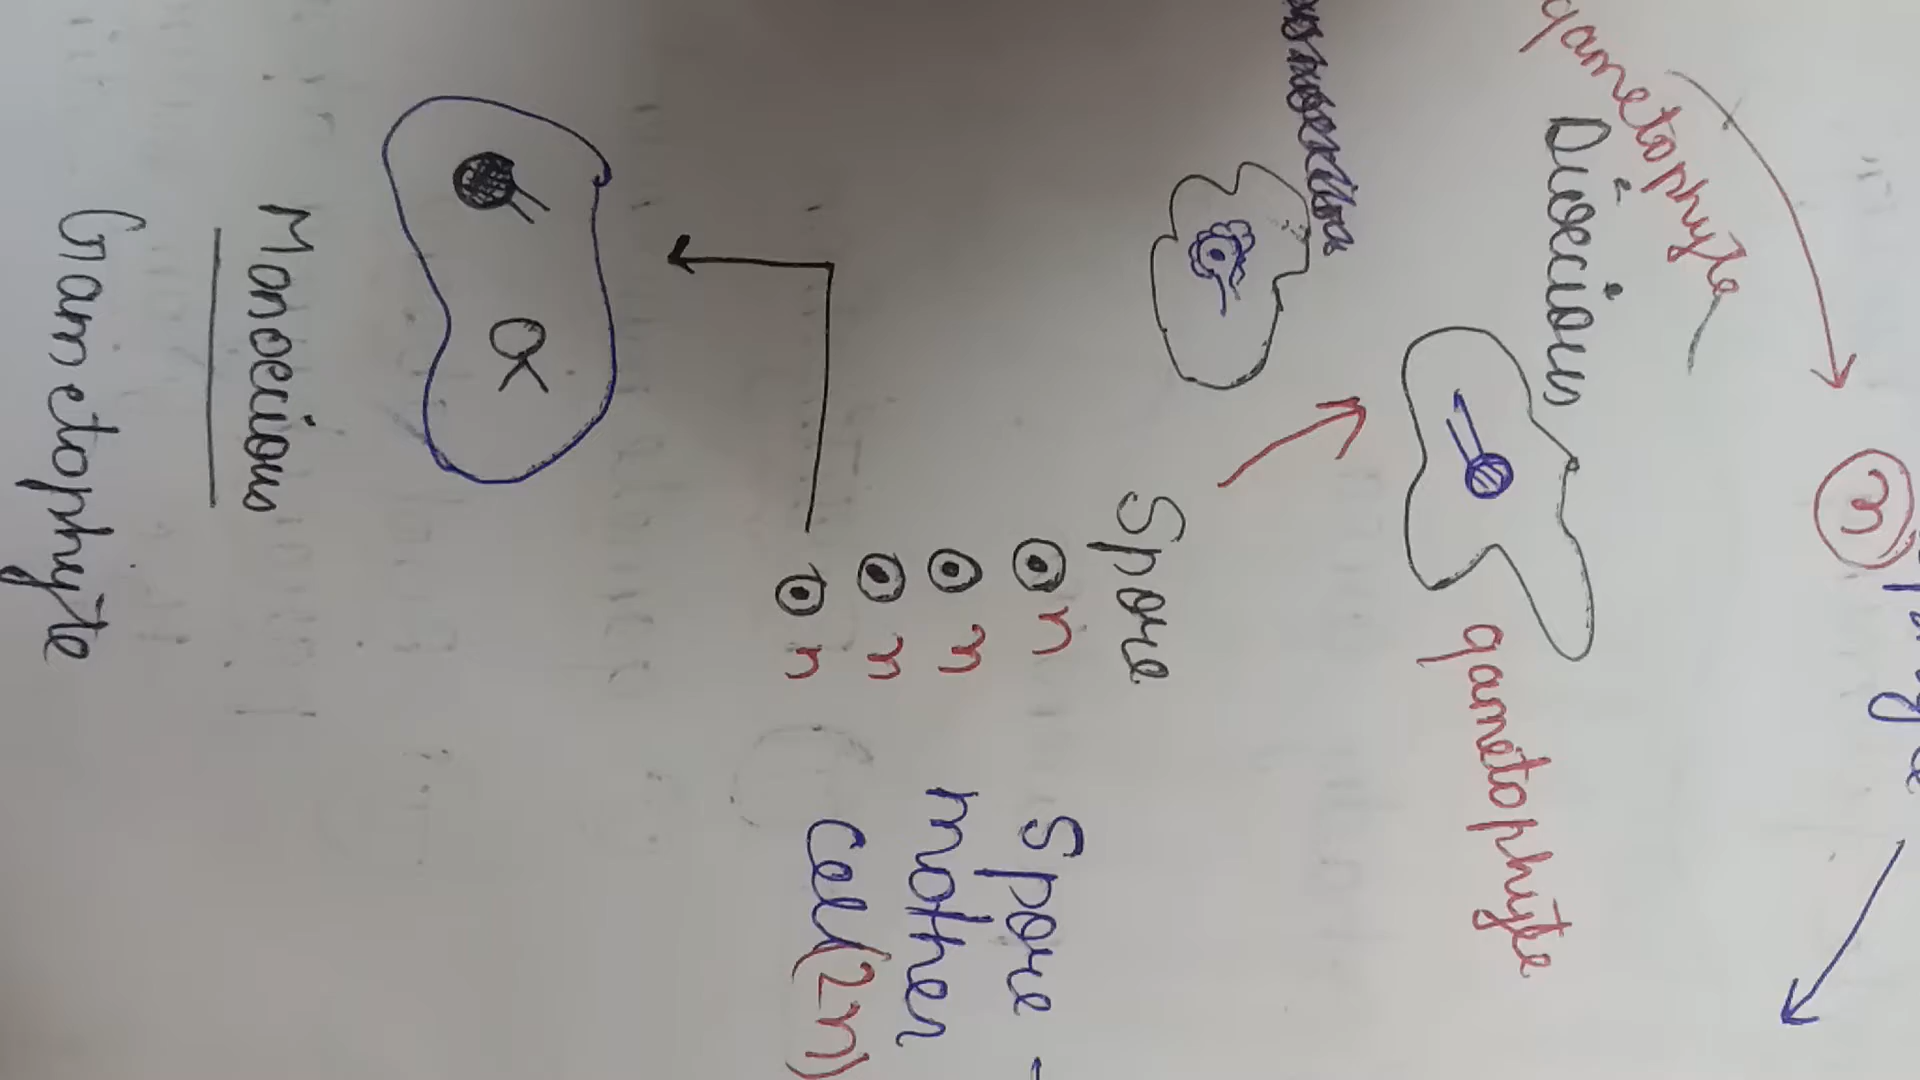 gametophyte
Dioecious
n
gametophyte
Spore
n
n
n
n
Spore -
mother
cell (2n)
Monoecious
Gametophyte